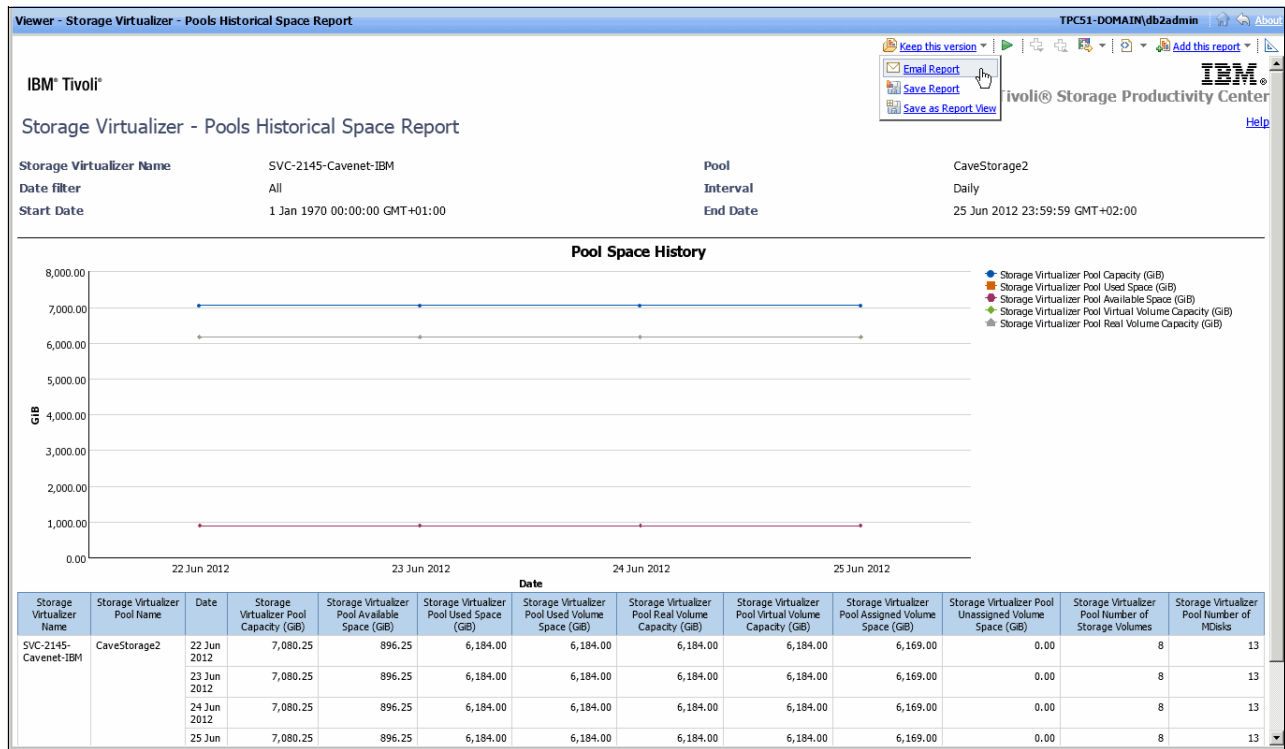 Viewer - Storage Virtualizer - Pools Historical Space Report
TPC51-DOMAIN\db2admin
About
Keep this version
Add this report
Email Report
Save Report
Save as Report View
IBM® Tivoli®
IBM®
Tivoli® Storage Productivity Center
Storage Virtualizer - Pools Historical Space Report
Help
Storage Virtualizer Name SVC-2145-Cavenet-IBM Pool CaveStorage2
Date filter All Interval Daily
Start Date 1 Jan 1970 00:00:00 GMT+01:00 End Date 25 Jun 2012 23:59:59 GMT+02:00
Pool Space History
8,000.00
7,000.00
6,000.00
5,000.00
4,000.00
3,000.00
2,000.00
1,000.00
0.00
GiB
22 Jun 2012 23 Jun 2012 24 Jun 2012 25 Jun 2012
Date
Storage Virtualizer Pool Capacity (GiB)
Storage Virtualizer Pool Used Space (GiB)
Storage Virtualizer Pool Available Space (GiB)
Storage Virtualizer Pool Virtual Volume Capacity (GiB)
Storage Virtualizer Pool Real Volume Capacity (GiB)
Storage Virtualizer Name
Storage Virtualizer Pool Name
Date
Storage Virtualizer Pool Capacity (GiB)
Storage Virtualizer Pool Available Space (GiB)
Storage Virtualizer Pool Used Space (GiB)
Storage Virtualizer Pool Used Volume Space (GiB)
Storage Virtualizer Pool Real Volume Capacity (GiB)
Storage Virtualizer Pool Virtual Volume Capacity (GiB)
Storage Virtualizer Pool Assigned Volume Space (GiB)
Storage Virtualizer Pool Unassigned Volume Space (GiB)
Storage Virtualizer Pool Number of Storage Volumes
Storage Virtualizer Pool Number of MDisks
SVC-2145-Cavenet-IBM CaveStorage2 22 Jun 2012 7,080.25 896.25 6,184.00 6,184.00 6,184.00 6,184.00 6,169.00 0.00 8 13
23 Jun 2012 7,080.25 896.25 6,184.00 6,184.00 6,184.00 6,184.00 6,169.00 0.00 8 13
24 Jun 2012 7,080.25 896.25 6,184.00 6,184.00 6,184.00 6,184.00 6,169.00 0.00 8 13
25 Jun 7,080.25 896.25 6,184.00 6,184.00 6,184.00 6,184.00 6,169.00 0.00 8 13